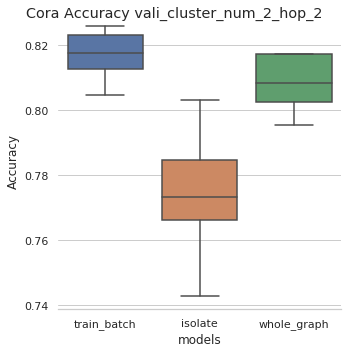 Cora Accuracy vali_cluster_num_2_hop_2
0.82
0.80
0.78
0.76
0.74
Accuracy
train_batch isolate whole_graph
models